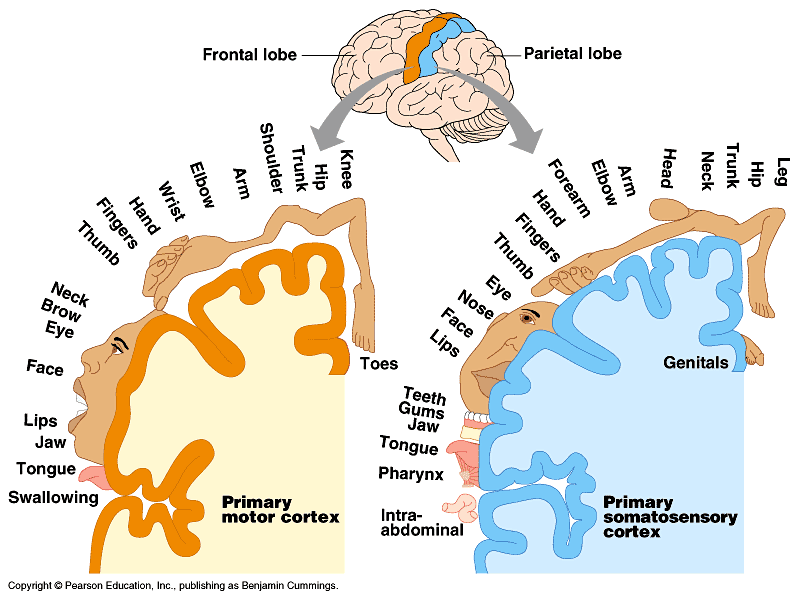 Frontal lobe
Parietal lobe
Knee
Hip
Trunk
Shoulder
Arm
Elbow
Wrist
Hand
Fingers
Thumb
Neck
Brow
Eye
Face
Lips
Jaw
Tongue
Swallowing
Toes
Primary
motor cortex
Leg
Hip
Trunk
Neck
Head
Arm
Elbow
Forearm
Hand
Fingers
Thumb
Eye
Nose
Face
Lips
Teeth
Gums
Jaw
Tongue
Pharynx
Intra-
abdominal
Genitals
Primary
somatosensory
cortex
Copyright © Pearson Education, Inc., publishing as Benjamin Cummings.